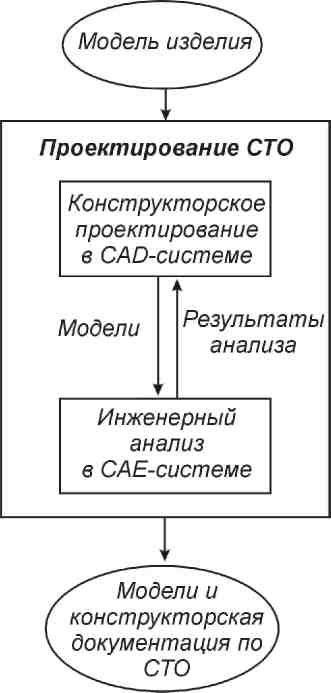 Модель изделия
Проектирование СТО
Конструкторское
проектирование
в CAD-системе
Модели
Результаты
анализа
Инженерный
анализ
в CAE-системе
Модели и
конструкторская
документация по
СТО